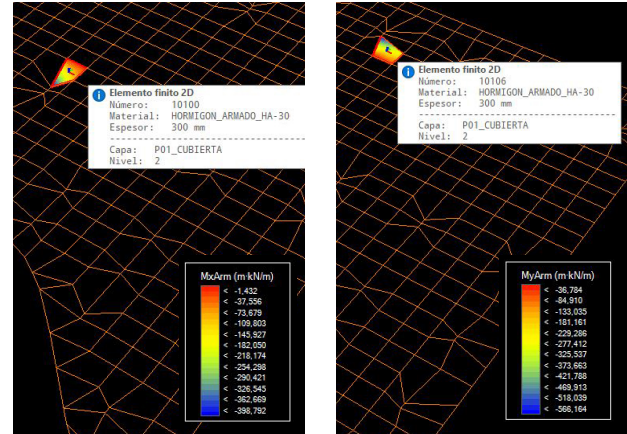 Elemento finito 2D
Número: 10100
Material: HORMIGON_ARMADO_HA-30
Espesor: 300 mm
Capa: P01_CUBIERTA
Nivel: 2
MxArm (m·kN/m)
< -1,432
< -37,556
< -73,679
< -109,803
< -145,927
< -182,050
< -218,174
< -254,298
< -290,421
< -326,545
< -362,669
< -398,792
Elemento finito 2D
Número: 10106
Material: HORMIGON_ARMADO_HA-30
Espesor: 300 mm
Capa: P01_CUBIERTA
Nivel: 2
MyArm (m·kN/m)
< -36,784
< -84,910
< -133,035
< -181,161
< -229,286
< -277,412
< -325,537
< -373,663
< -421,788
< -469,913
< -518,039
< -566,164